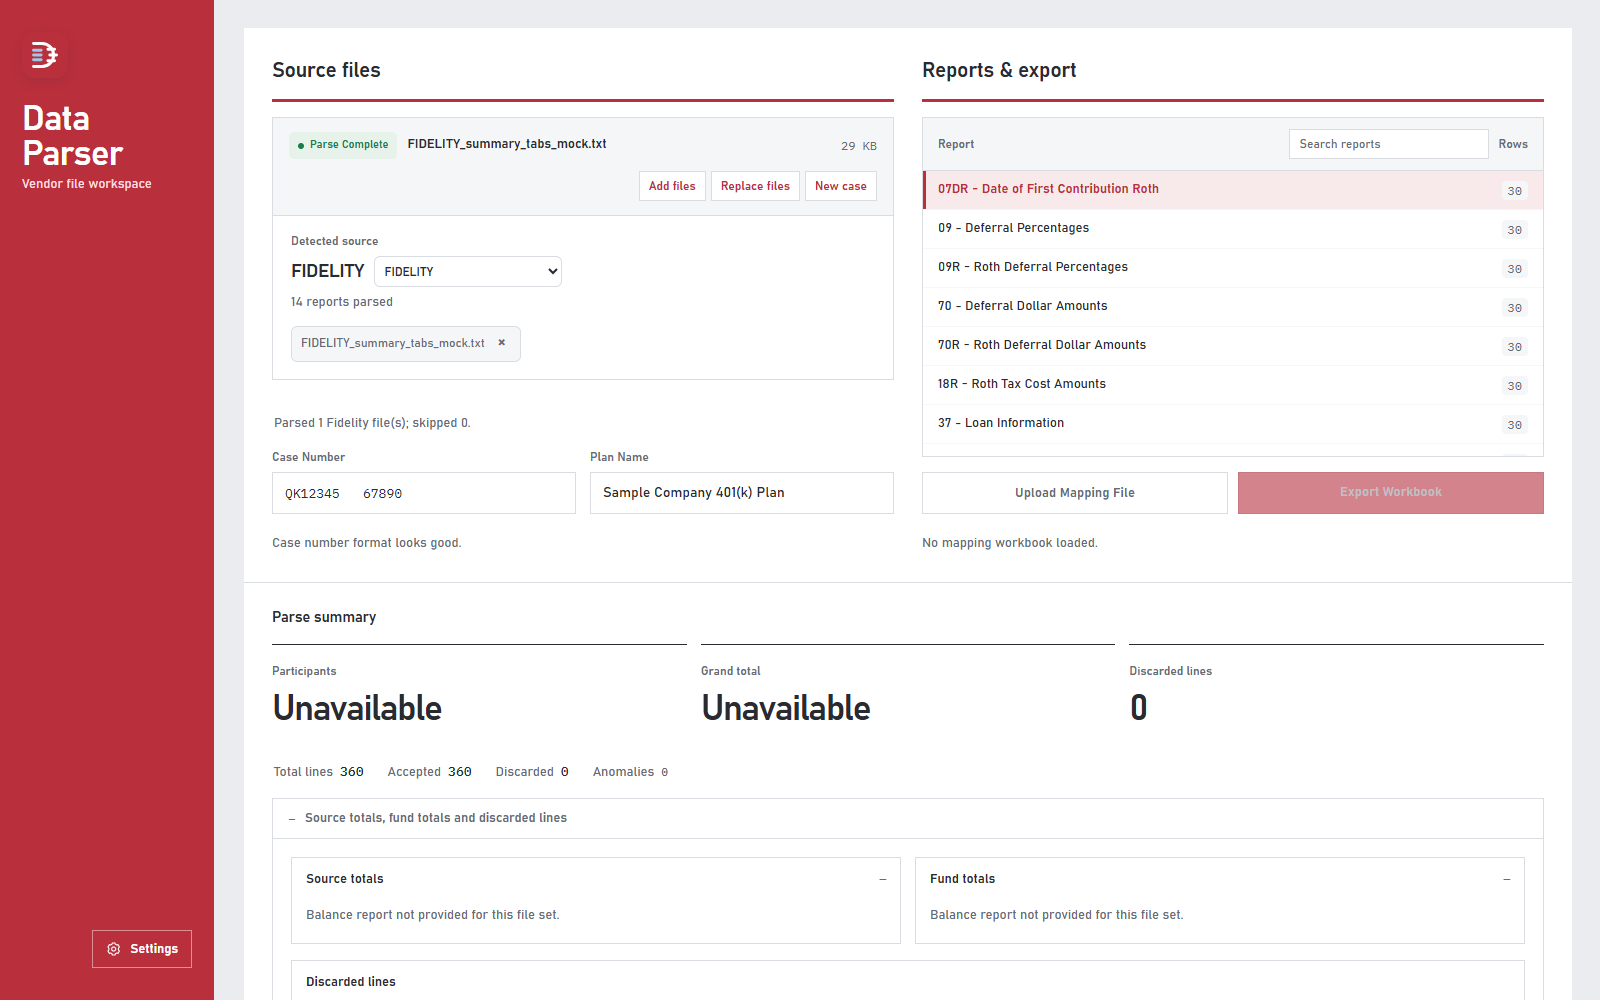 Data
Parser
Vendor file workspace
Settings
Source files
Parse Complete
FIDELITY_summary_tabs_mock.txt
29 KB
Add files
Replace files
New case
Detected source
FIDELITY
FIDELITY
14 reports parsed
FIDELITY_summary_tabs_mock.txt ×
Parsed 1 Fidelity file(s); skipped 0.
Case Number
QK12345 67890
Case number format looks good.
Plan Name
Sample Company 401(k) Plan
Reports & export
Report
Search reports
Rows
07DR - Date of First Contribution Roth 30
09 - Deferral Percentages 30
09R - Roth Deferral Percentages 30
70 - Deferral Dollar Amounts 30
70R - Roth Deferral Dollar Amounts 30
18R - Roth Tax Cost Amounts 30
37 - Loan Information 30
Upload Mapping File
Export Workbook
No mapping workbook loaded.
Parse summary
Participants
Unavailable
Grand total
Unavailable
Discarded lines
0
Total lines 360 Accepted 360 Discarded 0 Anomalies 0
– Source totals, fund totals and discarded lines
Source totals –
Balance report not provided for this file set.
Fund totals –
Balance report not provided for this file set.
Discarded lines